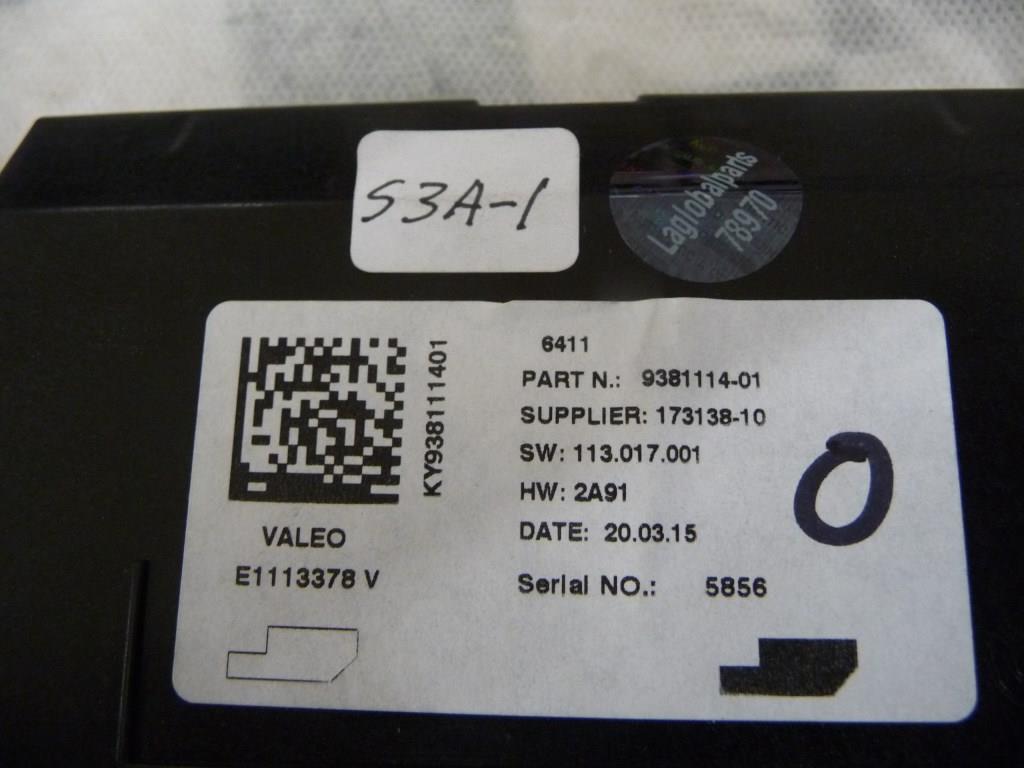 S3A-1
Laglobalparts
78970
6411
PART N.: 9381114-01
SUPPLIER: 173138-10
SW: 113.017.001
HW: 2A91
DATE: 20.03.15
Serial NO.: 5856
KY938111401
VALEO
E1113378 V
O